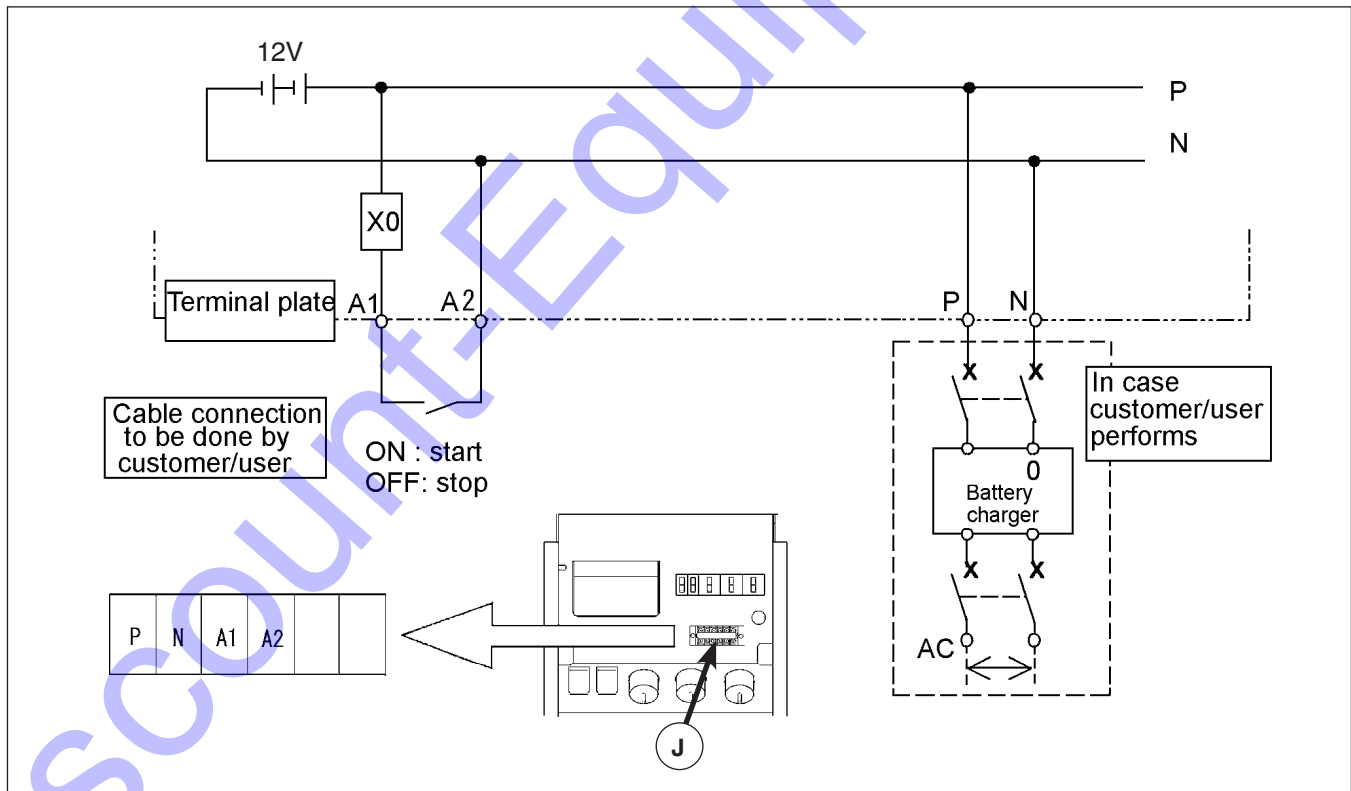 12V
P
N
X0
Terminal plate
A1
A2
P
N
Cable connection
to be done by
customer/user
ON : start
OFF: stop
In case
customer/user
performs
0
Battery
charger
AC
P N A1 A2
J
scount-Equip